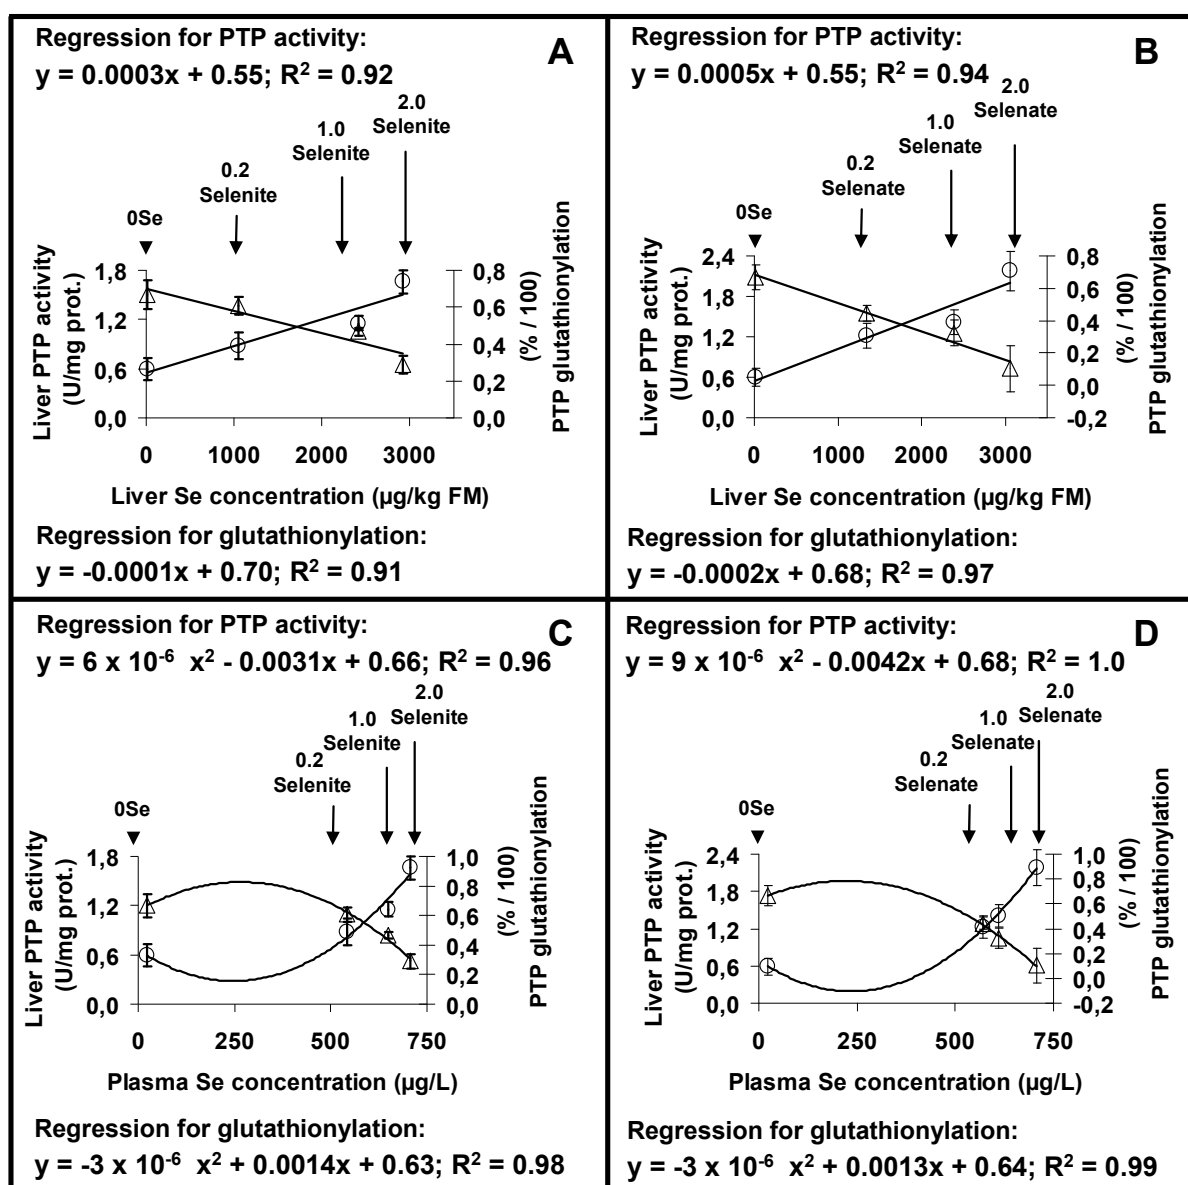 Regression for PTP activity:
A
y = 0.0003x + 0.55; R² = 0.92
2.0
Selenite
1.0
Selenite
0.2
Selenite
0Se
Liver PTP activity
(U/mg prot.)
1,8
1,2
0,6
0,0
0,8
0,6
0,4
0,2
0,0
(% / 100)
PTP glutathionylation
0
1000
2000
3000
Liver Se concentration (µg/kg FM)
Regression for glutathionylation:
y = -0.0001x + 0.70; R² = 0.91
Regression for PTP activity:
B
y = 0.0005x + 0.55; R² = 0.94
2.0
Selenate
1.0
Selenate
0.2
Selenate
0Se
Liver PTP activity
(U/mg prot.)
2,4
1,8
1,2
0,6
0,0
0,8
0,6
0,4
0,2
0,0
-0,2
(% / 100)
PTP glutathionylation
0
1000
2000
3000
Liver Se concentration (µg/kg FM)
Regression for glutathionylation:
y = -0.0002x + 0.68; R² = 0.97
Regression for PTP activity:
C
y = 6 x 10⁻⁶ x² - 0.0031x + 0.66; R² = 0.96
2.0
Selenite
1.0
Selenite
0.2
Selenite
0Se
Liver PTP activity
(U/mg prot.)
1,8
1,2
0,6
0,0
1,0
0,8
0,6
0,4
0,2
0,0
(% / 100)
PTP glutathionylation
0
250
500
750
Plasma Se concentration (µg/L)
Regression for glutathionylation:
y = -3 x 10⁻⁶ x² + 0.0014x + 0.63; R² = 0.98
Regression for PTP activity:
D
y = 9 x 10⁻⁶ x² - 0.0042x + 0.68; R² = 1.0
2.0
Selenate
1.0
Selenate
0.2
Selenate
0Se
Liver PTP activity
(U/mg prot.)
2,4
1,8
1,2
0,6
0,0
1,0
0,8
0,6
0,4
0,2
0,0
-0,2
(% / 100)
PTP glutathionylation
0
250
500
750
Plasma Se concentration (µg/L)
Regression for glutathionylation:
y = -3 x 10⁻⁶ x² + 0.0013x + 0.64; R² = 0.99